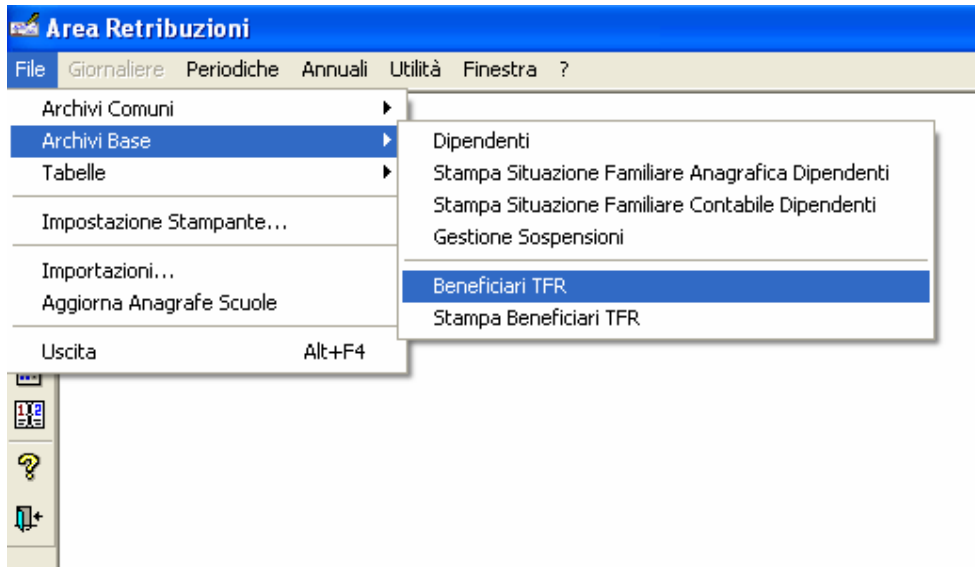 Area Retribuzioni
File Giornaliere Periodiche Annuali Utilità Finestra ?
Archivi Comuni
Archivi Base
Tabelle
Impostazione Stampante...
Importazioni...
Aggiorna Anagrafe Scuole
Uscita Alt+F4
Dipendenti
Stampa Situazione Familiare Anagrafica Dipendenti
Stampa Situazione Familiare Contabile Dipendenti
Gestione Sospensioni
Beneficiari TFR
Stampa Beneficiari TFR
1 2
?